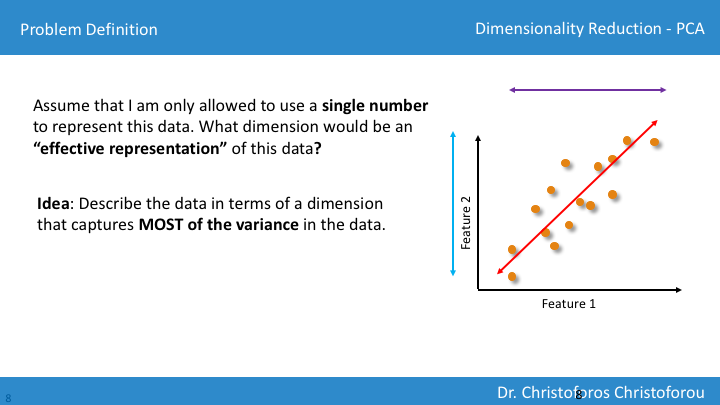 Problem Definition
Dimensionality Reduction - PCA
Assume that I am only allowed to use a single number
to represent this data. What dimension would be an
“effective representation” of this data?
Idea: Describe the data in terms of a dimension
that captures MOST of the variance in the data.
Feature 2
Feature 1
8
Dr. Christoforos Christoforou
8